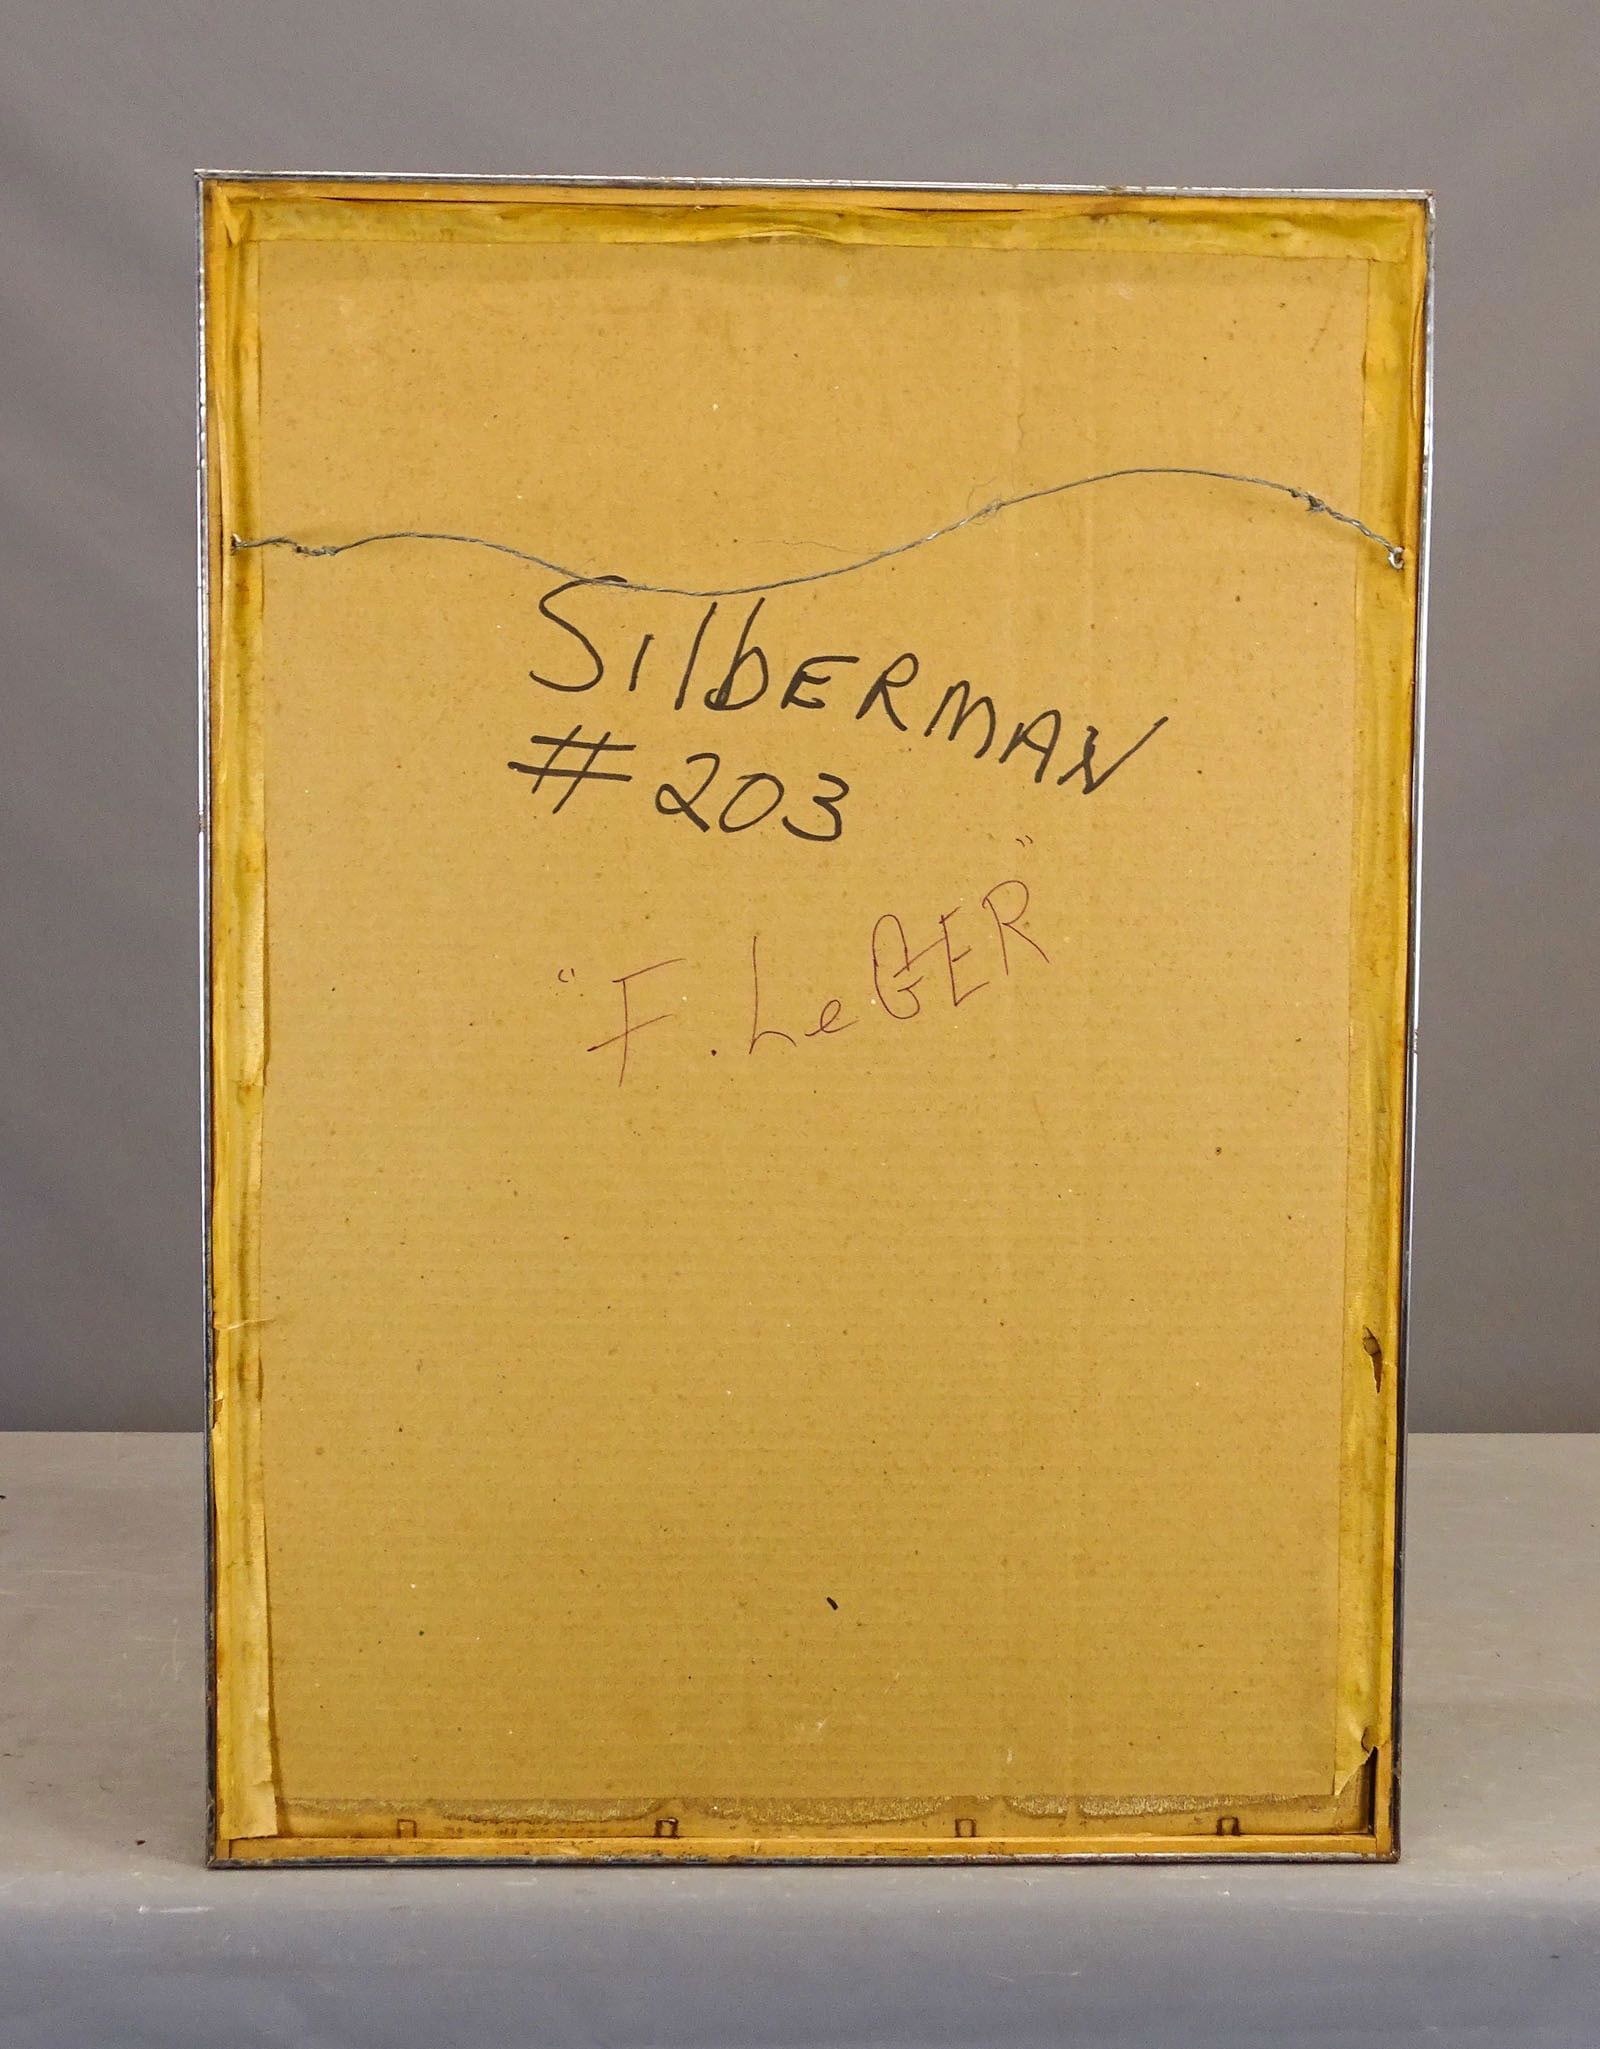 SilbERMAN
# 203
"F. LeGER"